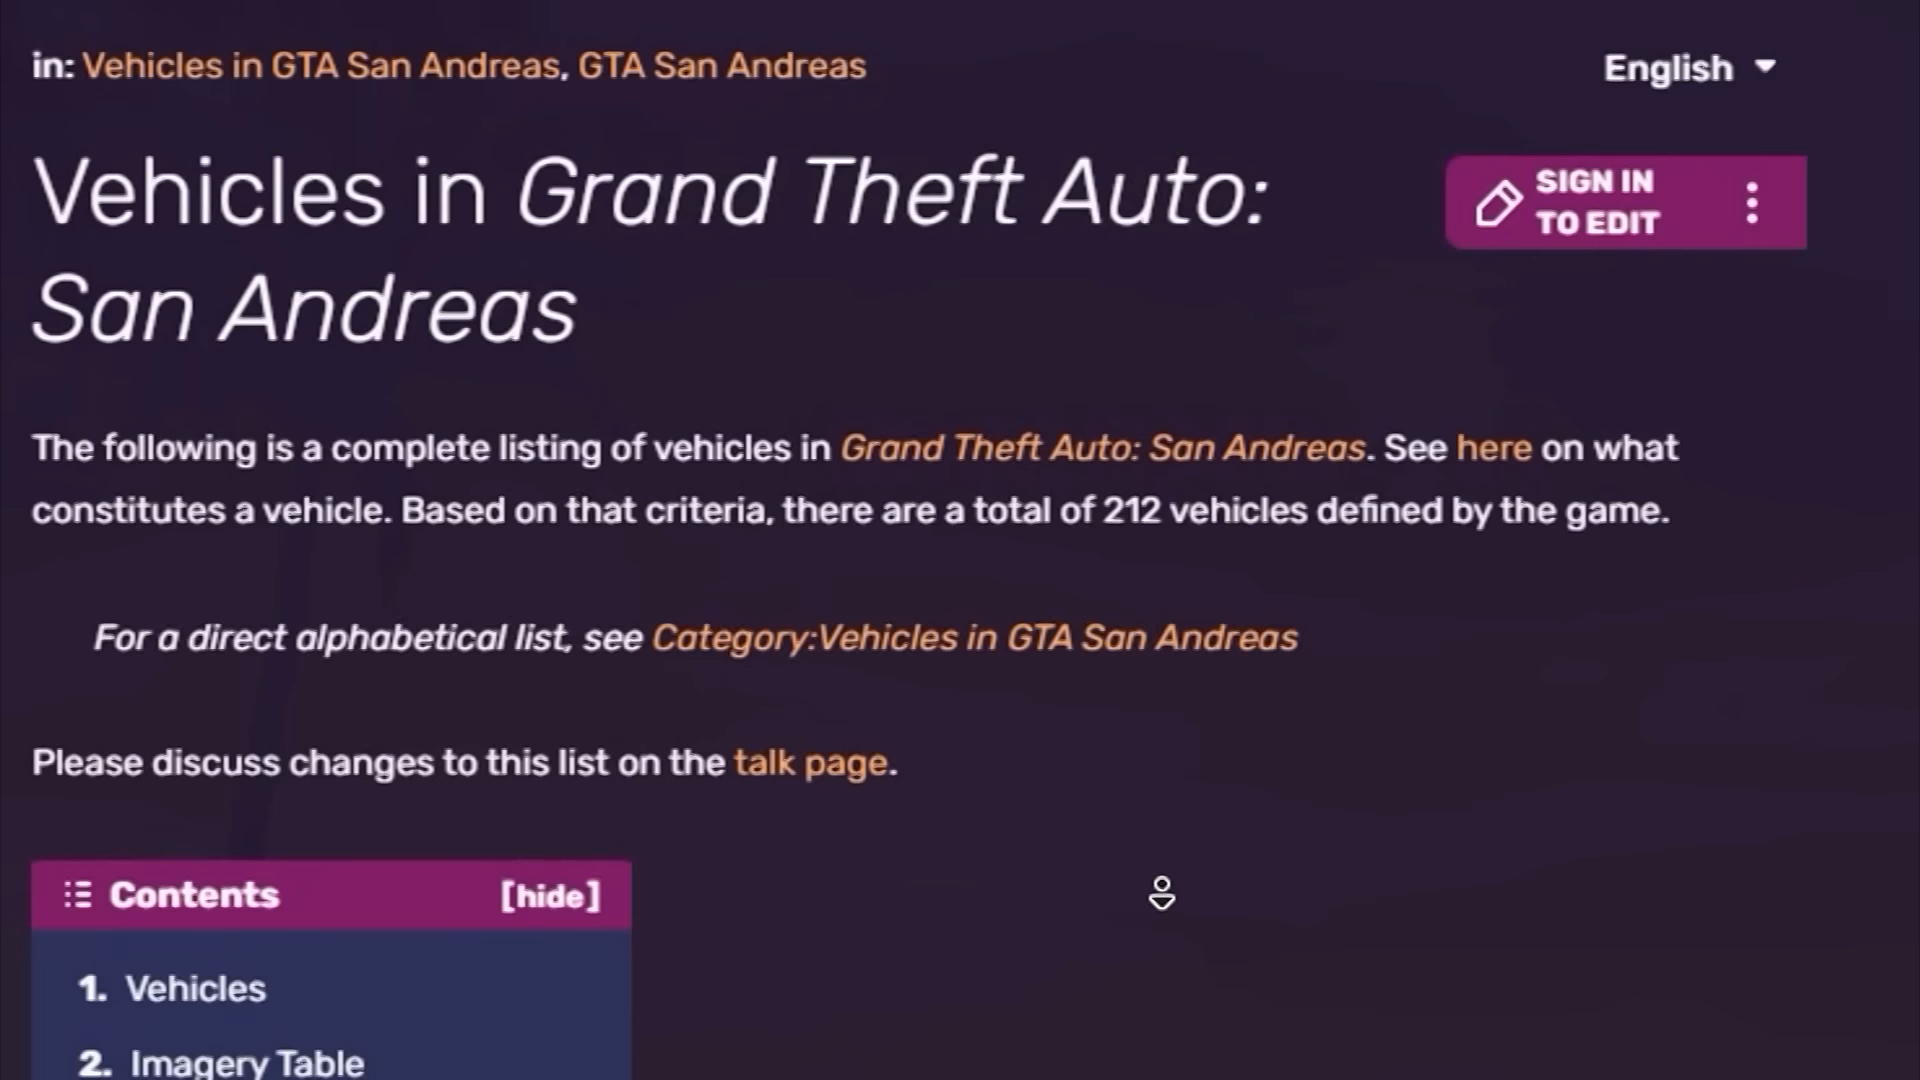 in: Vehicles in GTA San Andreas, GTA San Andreas
English
Vehicles in Grand Theft Auto:
San Andreas
SIGN IN
TO EDIT
The following is a complete listing of vehicles in Grand Theft Auto: San Andreas. See here on what
constitutes a vehicle. Based on that criteria, there are a total of 212 vehicles defined by the game.
For a direct alphabetical list, see Category:Vehicles in GTA San Andreas
Please discuss changes to this list on the talk page.
Contents [hide]
1. Vehicles
2. Imagery Table